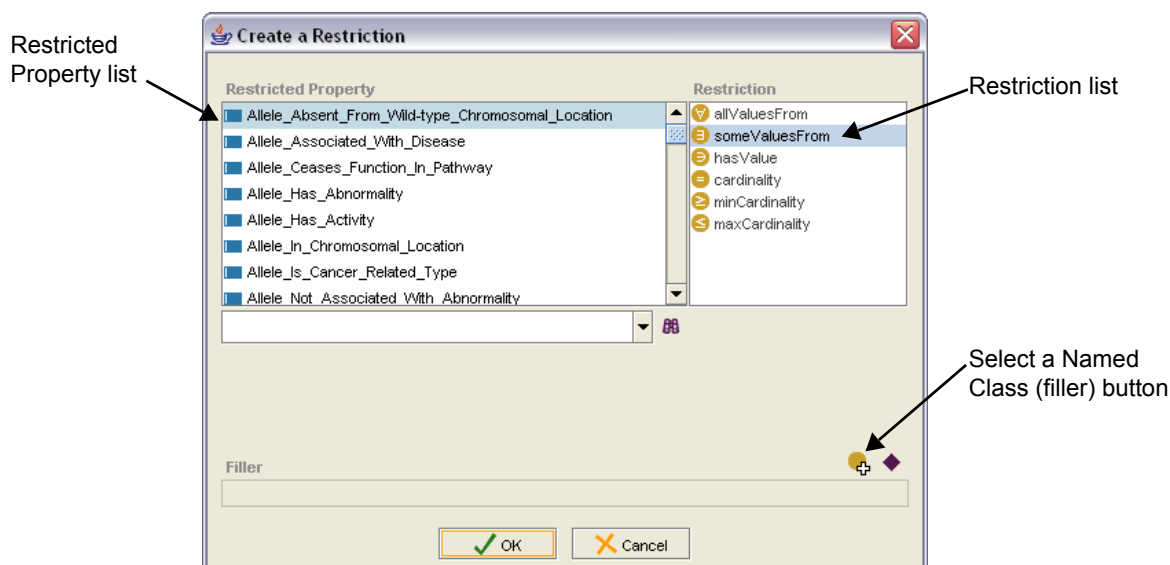 Restricted
Property list
Create a Restriction
Restricted Property
Allele_Absent_From_Wild-type_Chromosomal_Location
Allele_Associated_With_Disease
Allele_Ceases_Function_In_Pathway
Allele_Has_Abnormality
Allele_Has_Activity
Allele_In_Chromosomal_Location
Allele_Is_Cancer_Related_Type
Allele_Not_Associated_With_Abnormality
Restriction
∀ allValuesFrom
∃ someValuesFrom
∋ hasValue
= cardinality
≥ minCardinality
≤ maxCardinality
Restriction list
Select a Named
Class (filler) button
Filler
OK
Cancel